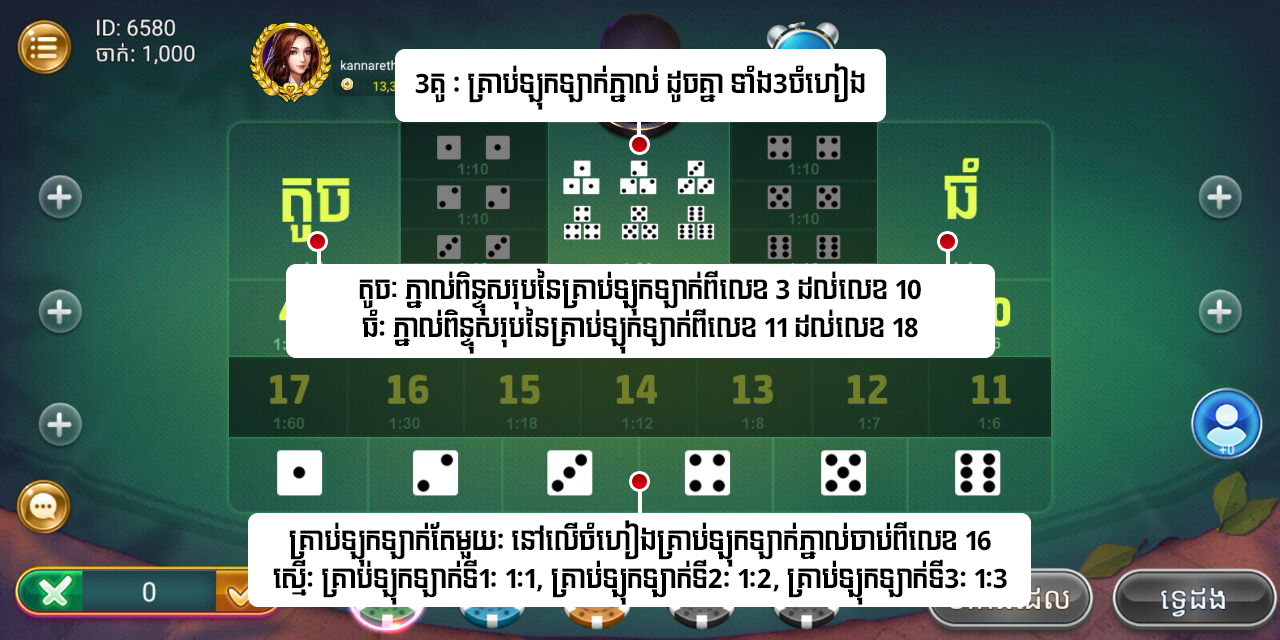 ID: 6580
ចាក់: 1,000
kannareth
13,3
3គូ : គ្រាប់ឡុកឡាក់ភ្នាល់ ដូចគ្នា ទាំង3ចំហៀង
1:10
1:10
1:10
1:10
តូច
ធំ
តូច: ភ្នាល់ពិន្ទុសរុបនៃគ្រាប់ឡុកឡាក់ពីលេខ 3 ដល់លេខ 10
ធំ: ភ្នាល់ពិន្ទុសរុបនៃគ្រាប់ឡុកឡាក់ពីលេខ 11 ដល់លេខ 18
17 16 15 14 13 12 11
1:60 1:30 1:18 1:12 1:8 1:7 1:6
គ្រាប់ឡុកឡាក់តែមួយ: នៅលើចំហៀងគ្រាប់ឡុកឡាក់ភ្នាល់ចាប់ពីលេខ 16
ស្មើ: គ្រាប់ឡុកឡាក់ទី1: 1:1, គ្រាប់ឡុកឡាក់ទី2: 1:2, គ្រាប់ឡុកឡាក់ទី3: 1:3
+0
0
ទ្វេដង